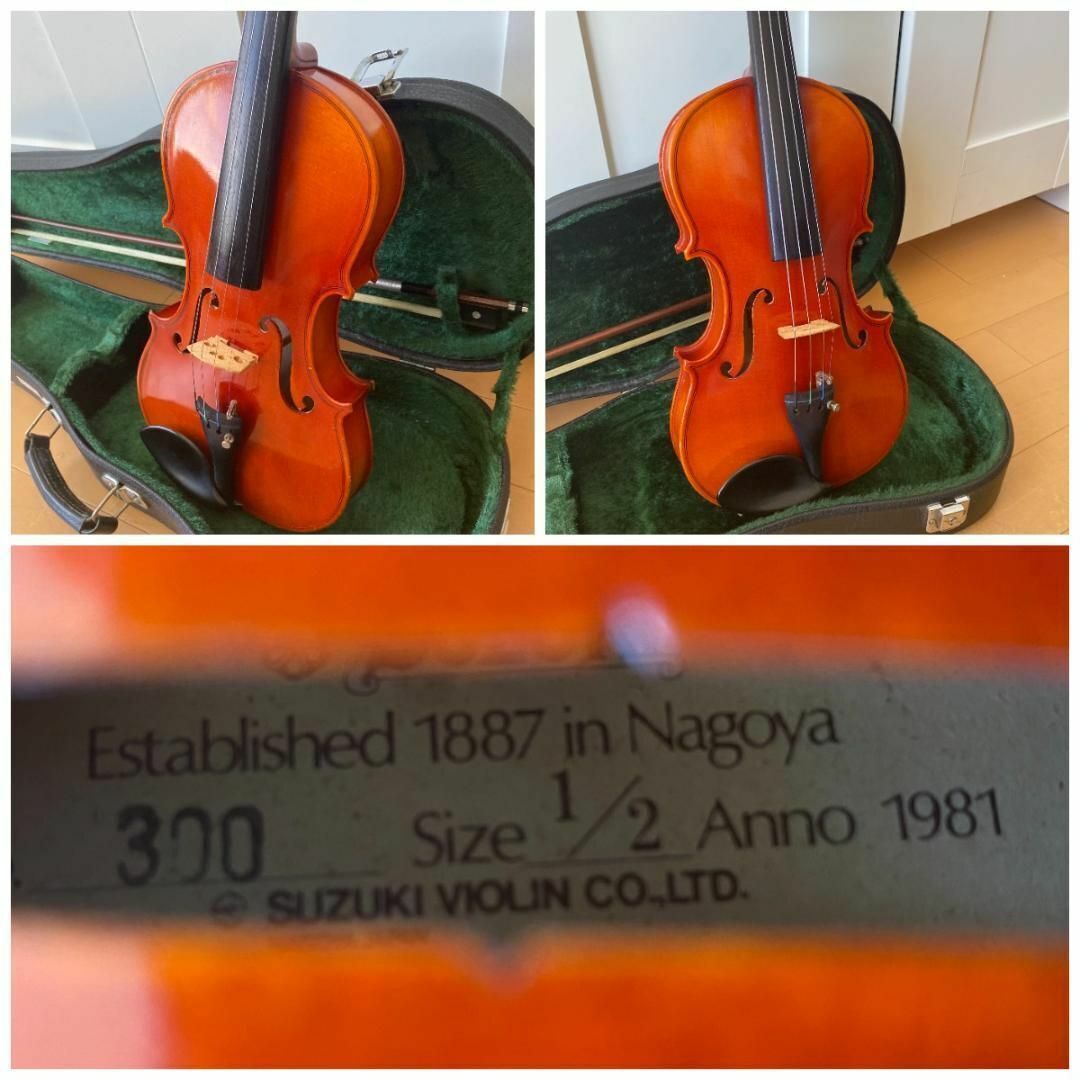 Established 1887 in Nagoya
300 Size 1/2 Anno 1981
SUZUKI VIOLIN CO.,LTD.